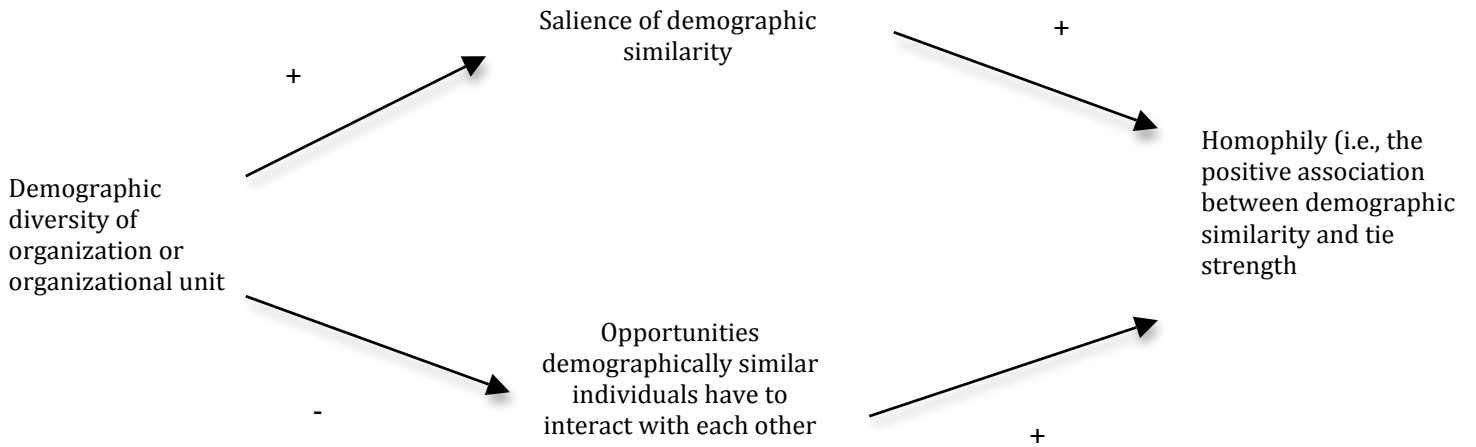 Salience of demographic
similarity
+
+
Demographic
diversity of
organization or
organizational unit
Homophily (i.e., the
positive association
between demographic
similarity and tie
strength
Opportunities
demographically similar
individuals have to
interact with each other
-
+